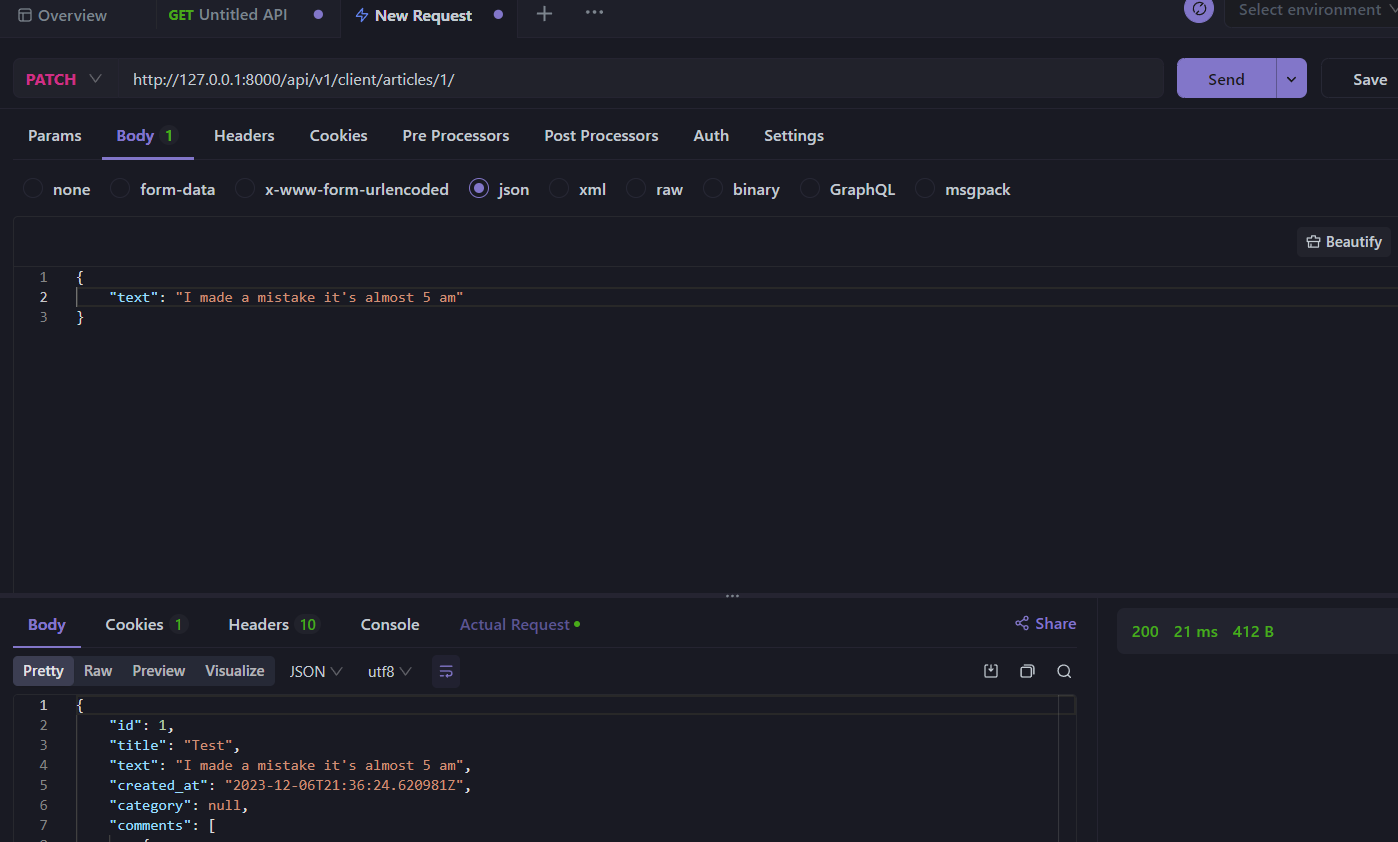 Overview GET Untitled API New Request Select environment
PATCH http://127.0.0.1:8000/api/v1/client/articles/1/ Send Save
Params Body 1 Headers Cookies Pre Processors Post Processors Auth Settings
none form-data x-www-form-urlencoded json xml raw binary GraphQL msgpack
Beautify
1 {
2 "text": "I made a mistake it's almost 5 am"
3 }
Body Cookies 1 Headers 10 Console Actual Request Share
200 21 ms 412 B
Pretty Raw Preview Visualize JSON utf8
1 {
2 "id": 1,
3 "title": "Test",
4 "text": "I made a mistake it's almost 5 am",
5 "created_at": "2023-12-06T21:36:24.620981Z",
6 "category": null,
7 "comments": [